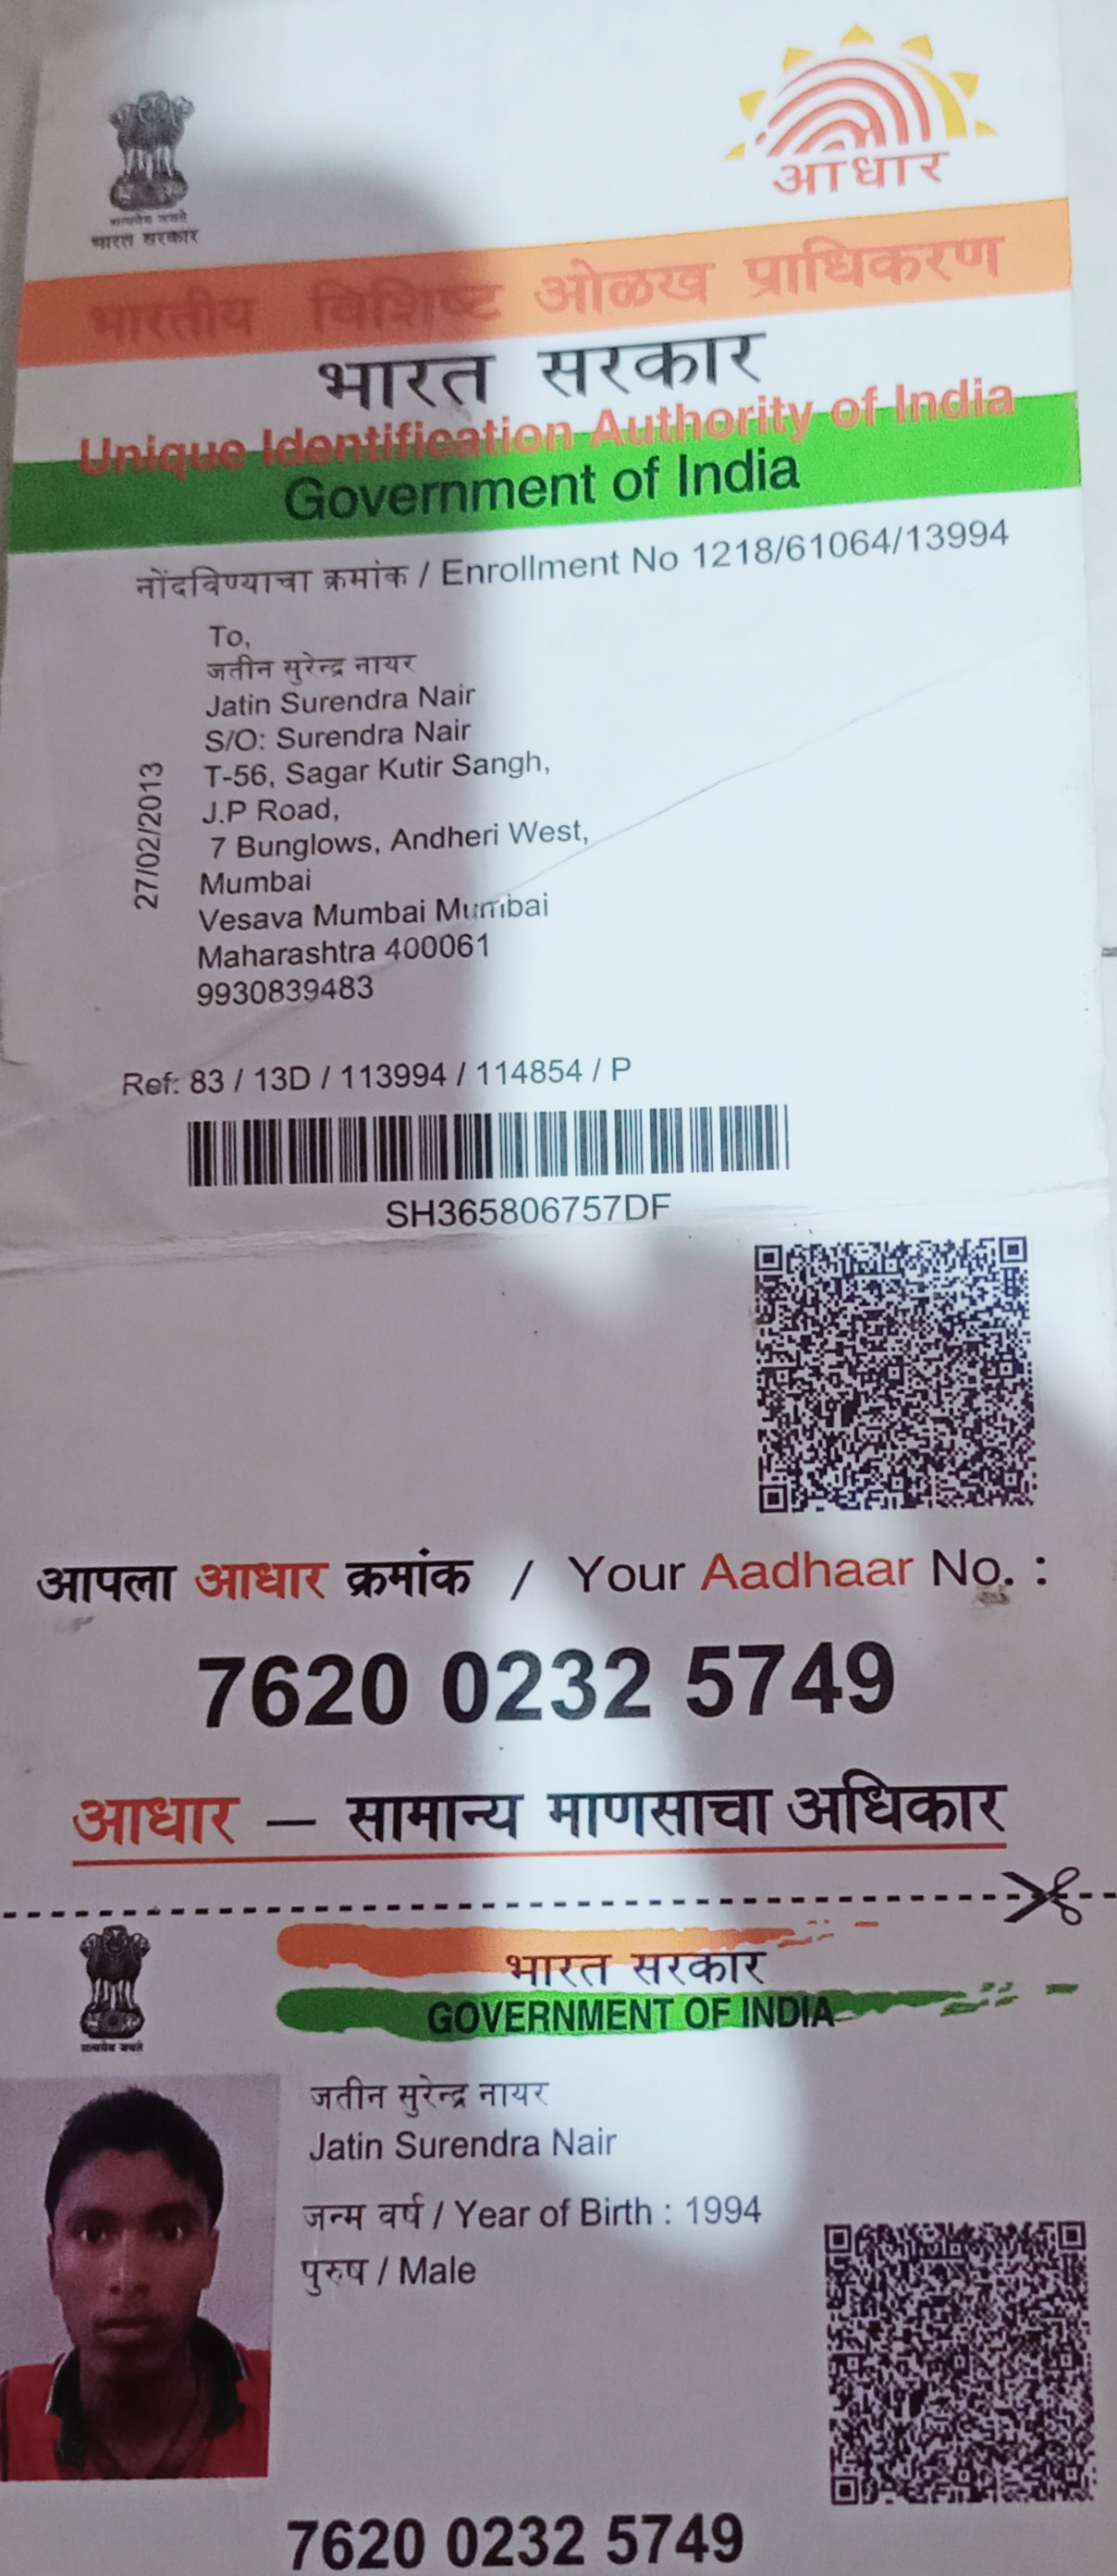 आधार
सत्यमेव जयते
भारत सरकार
भारतीय विशिष्ट ओळख प्राधिकरण
भारत सरकार
Unique Identification Authority of India
Government of India
नोंदविण्याचा क्रमांक / Enrollment No 1218/61064/13994
To,
जतीन सुरेन्द्र नायर
Jatin Surendra Nair
S/O: Surendra Nair
T-56, Sagar Kutir Sangh,
J.P Road,
7 Bunglows, Andheri West,
Mumbai
Vesava Mumbai Mumbai
Maharashtra 400061
9930839483
27/02/2013
Ref: 83 / 13D / 113994 / 114854 / P
SH365806757DF
आपला आधार क्रमांक / Your Aadhaar No. :
7620 0232 5749
आधार – सामान्य माणसाचा अधिकार
सत्यमेव जयते
भारत सरकार
GOVERNMENT OF INDIA
जतीन सुरेन्द्र नायर
Jatin Surendra Nair
जन्म वर्ष / Year of Birth : 1994
पुरुष / Male
7620 0232 5749